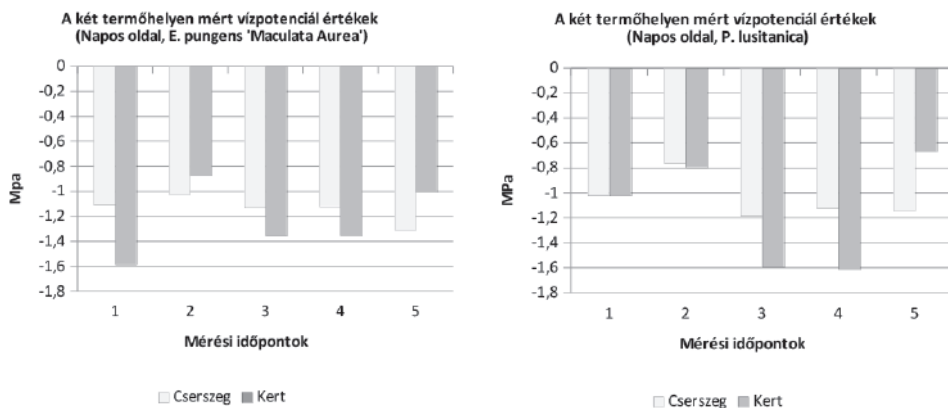 A két termőhelyen mért vízpotenciál értékek
(Napos oldal, E. pungens 'Maculata Aurea')
0
-0,2
-0,4
-0,6
-0,8
-1
-1,2
-1,4
-1,6
-1,8
Mpa
1 2 3 4 5
Mérési időpontok
Cserszeg Kert
A két termőhelyen mért vízpotenciál értékek
(Napos oldal, P. lusitanica)
0
-0,2
-0,4
-0,6
-0,8
-1
-1,2
-1,4
-1,6
-1,8
MPa
1 2 3 4 5
Mérési időpontok
Cserszeg Kert